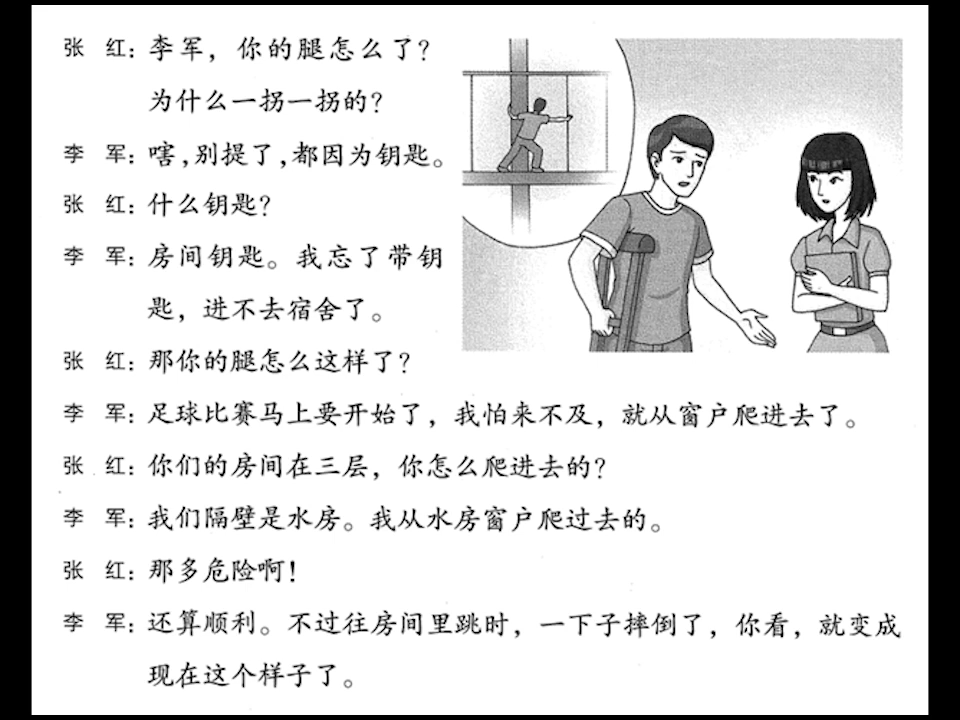 张 红：李军，你的腿怎么了？
为什么一拐一拐的？
李 军：嗐，别提了，都因为钥匙。
张 红：什么钥匙？
李 军：房间钥匙。我忘了带钥
匙，进不去宿舍了。
张 红：那你的腿怎么这样了？
李 军：足球比赛马上要开始了，我怕来不及，就从窗户爬进去了。
张 红：你们的房间在三层，你怎么爬进去的？
李 军：我们隔壁是水房。我从水房窗户爬过去的。
张 红：那多危险啊！
李 军：还算顺利。不过往房间里跳时，一下子摔倒了，你看，就变成
现在这个样子了。